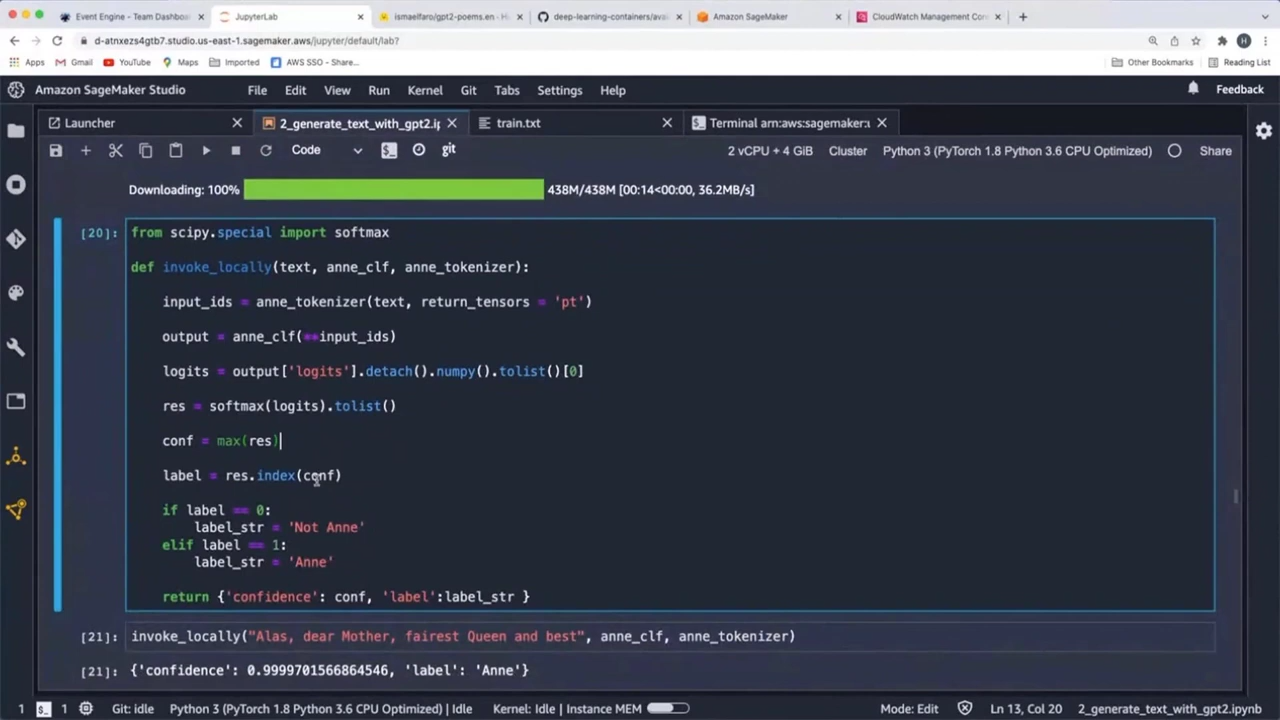 Event Engine - Team Dashboa
JupyterLab
ismaelfaro/gpt2-poems.en - H
deep-learning-containers/avai
Amazon SageMaker
CloudWatch Management Con
d-atnxezs4gtb7.studio.us-east-1.sagemaker.aws/jupyter/default/lab?
H
Apps
Gmail
YouTube
Maps
Imported
AWS SSO - Share...
Other Bookmarks
Reading List
Amazon SageMaker Studio
File
Edit
View
Run
Kernel
Git
Tabs
Settings
Help
Feedback
Launcher
2_generate_text_with_gpt2.i
train.txt
Terminal arn:aws:sagemaker:u
Code
git
2 vCPU + 4 GiB
Cluster
Python 3 (PyTorch 1.8 Python 3.6 CPU Optimized)
Share
Downloading: 100%
438M/438M [00:14<00:00, 36.2MB/s]
[20]:
from scipy.special import softmax
def invoke_locally(text, anne_clf, anne_tokenizer):
input_ids = anne_tokenizer(text, return_tensors = 'pt')
output = anne_clf(**input_ids)
logits = output['logits'].detach().numpy().tolist()[0]
res = softmax(logits).tolist()
conf = max(res)
label = res.index(conf)
if label == 0:
label_str = 'Not Anne'
elif label == 1:
label_str = 'Anne'
return {'confidence': conf, 'label':label_str }
[21]:
invoke_locally("Alas, dear Mother, fairest Queen and best", anne_clf, anne_tokenizer)
[21]:
{'confidence': 0.9999701566864546, 'label': 'Anne'}
1
1
Git: idle
Python 3 (PyTorch 1.8 Python 3.6 CPU Optimized) | Idle
Kernel: Idle | Instance MEM
Mode: Edit
Ln 13, Col 20
2_generate_text_with_gpt2.ipynb